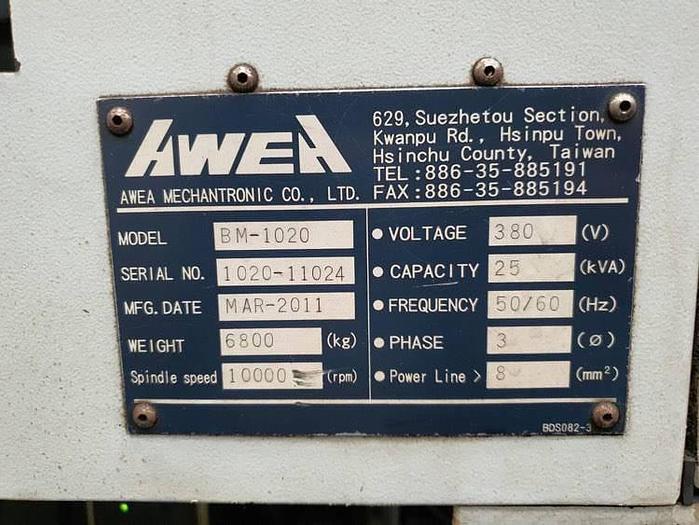 AWEA
629, Suezhetou Section,
Kwanpu Rd., Hsinpu Town,
Hsinchu County, Taiwan
TEL:886-35-885191
AWEA MECHANTRONIC CO., LTD. FAX:886-35-885194
MODEL BM-1020 ● VOLTAGE 380 (V)
SERIAL NO. 1020-11024 ● CAPACITY 25 (kVA)
MFG. DATE MAR-2011 ● FREQUENCY 50/60 (Hz)
WEIGHT 6800 (kg) ● PHASE 3 (Ø)
Spindle speed 10000 (rpm) ● Power Line > 8 (mm²)
BDS082-3